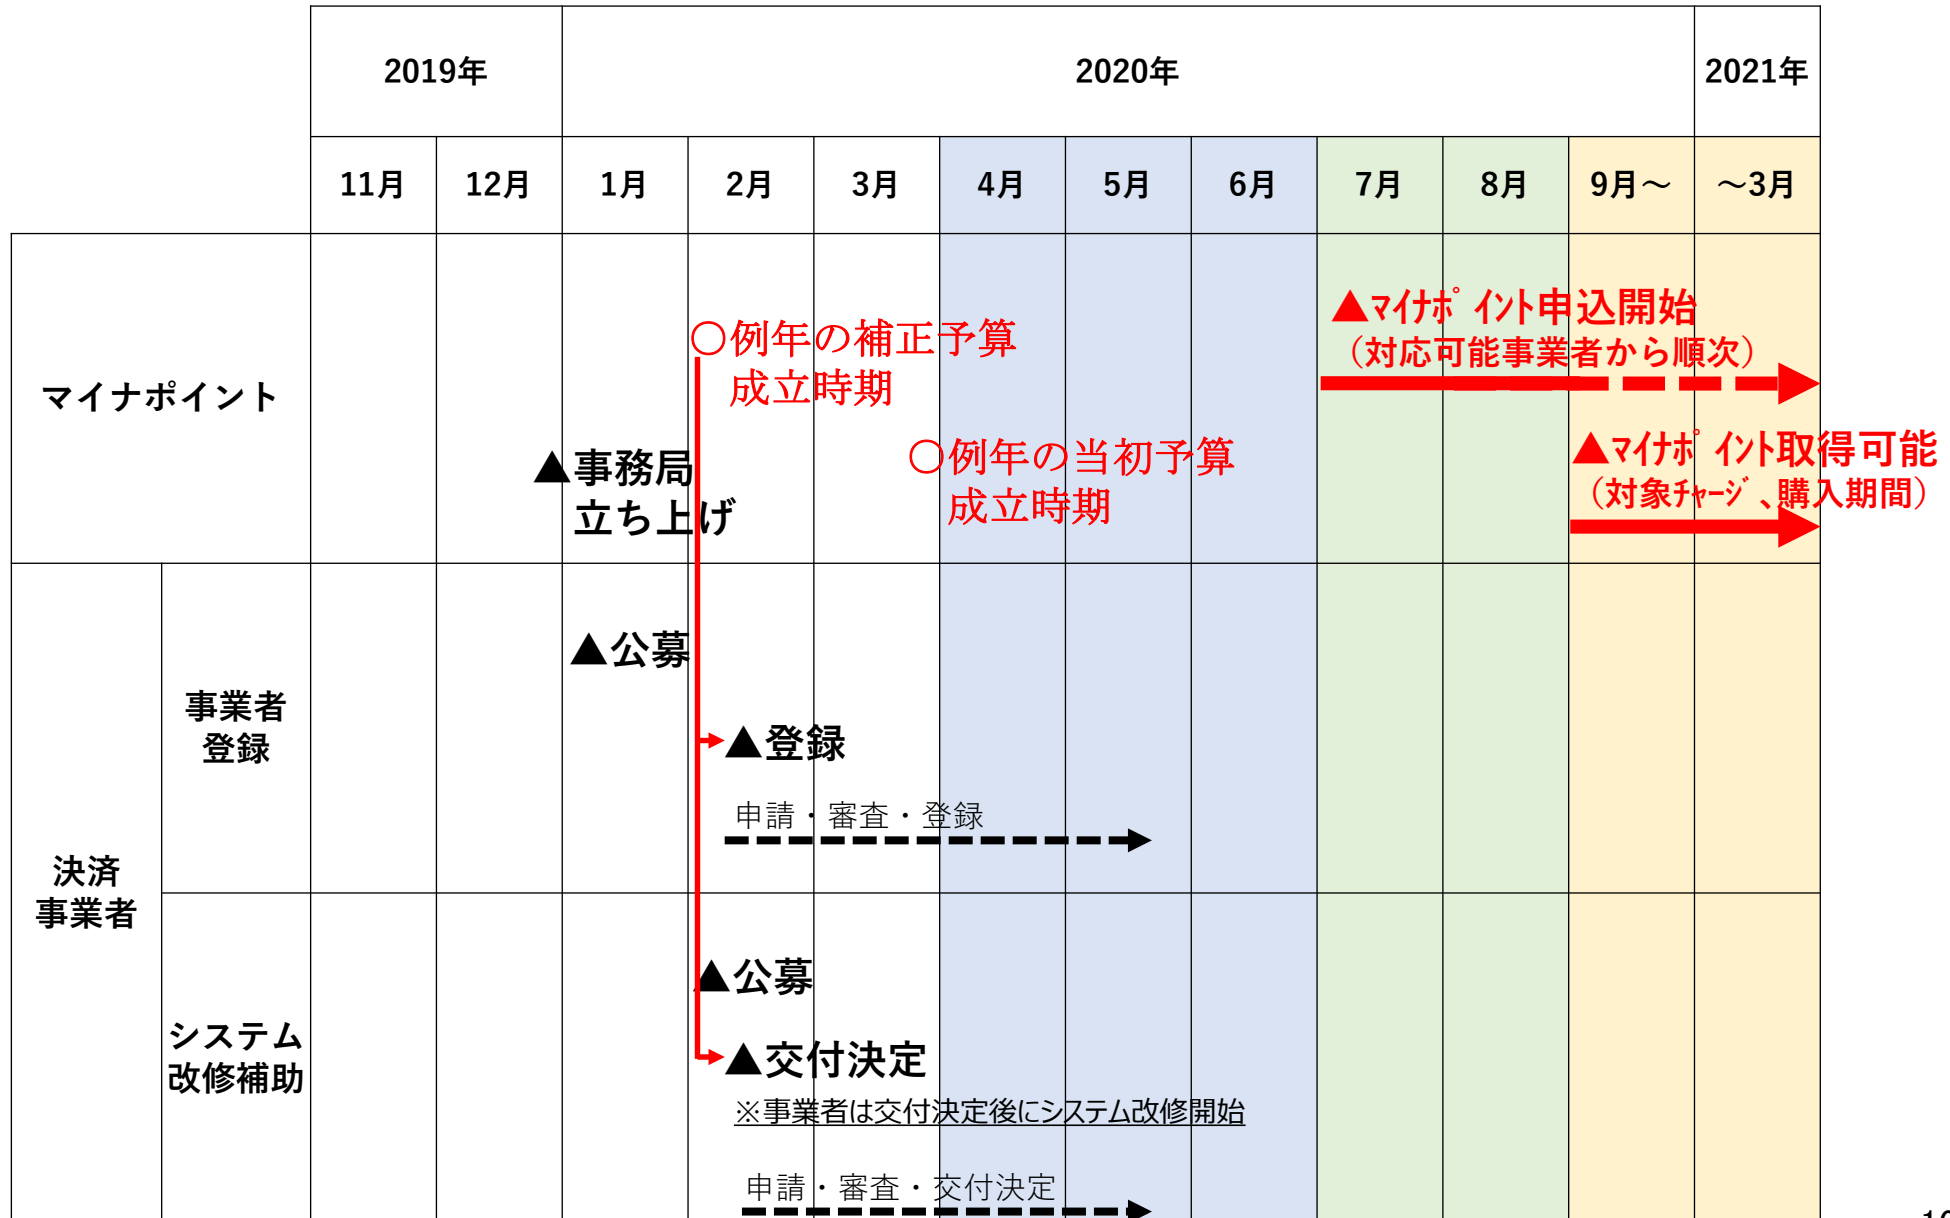 2019年 2020年 2021年
11月 12月 1月 2月 3月 4月 5月 6月 7月 8月 9月～ ～3月
マイナポイント
○例年の補正予算
成立時期
▲事務局
立ち上げ
○例年の当初予算
成立時期
▲ﾏｲﾅﾎﾟｲﾝﾄ申込開始
（対応可能事業者から順次）
▲ﾏｲﾅﾎﾟｲﾝﾄ取得可能
（対象ﾁｬｰｼﾞ、購入期間）
決済
事業者
事業者
登録
▲公募
▲登録
申請・審査・登録
システム
改修補助
▲公募
▲交付決定
※事業者は交付決定後にシステム改修開始
申請・審査・交付決定